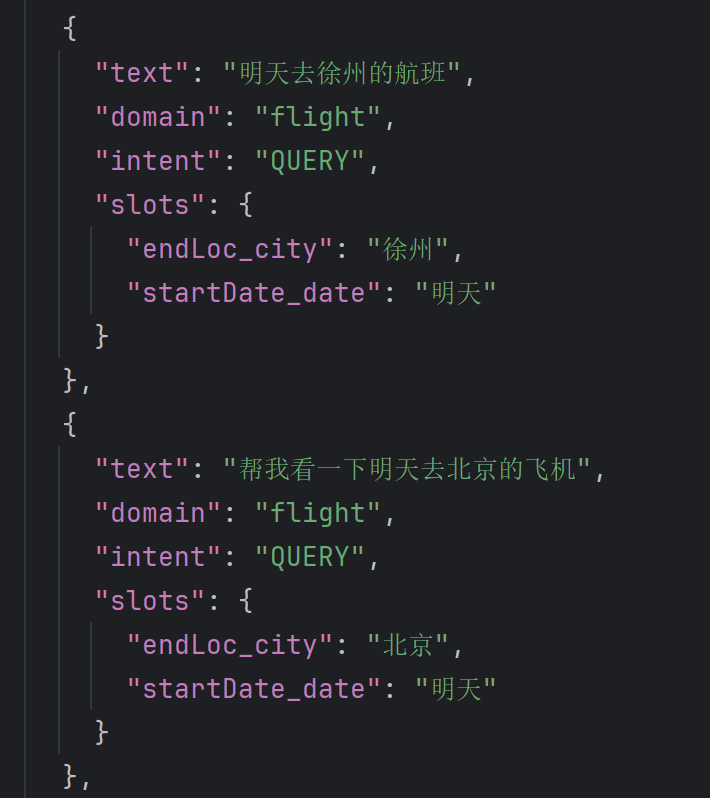 {
"text": "明天去徐州的航班",
"domain": "flight",
"intent": "QUERY",
"slots": {
"endLoc_city": "徐州",
"startDate_date": "明天"
}
},
{
"text": "帮我看一下明天去北京的飞机",
"domain": "flight",
"intent": "QUERY",
"slots": {
"endLoc_city": "北京",
"startDate_date": "明天"
}
},